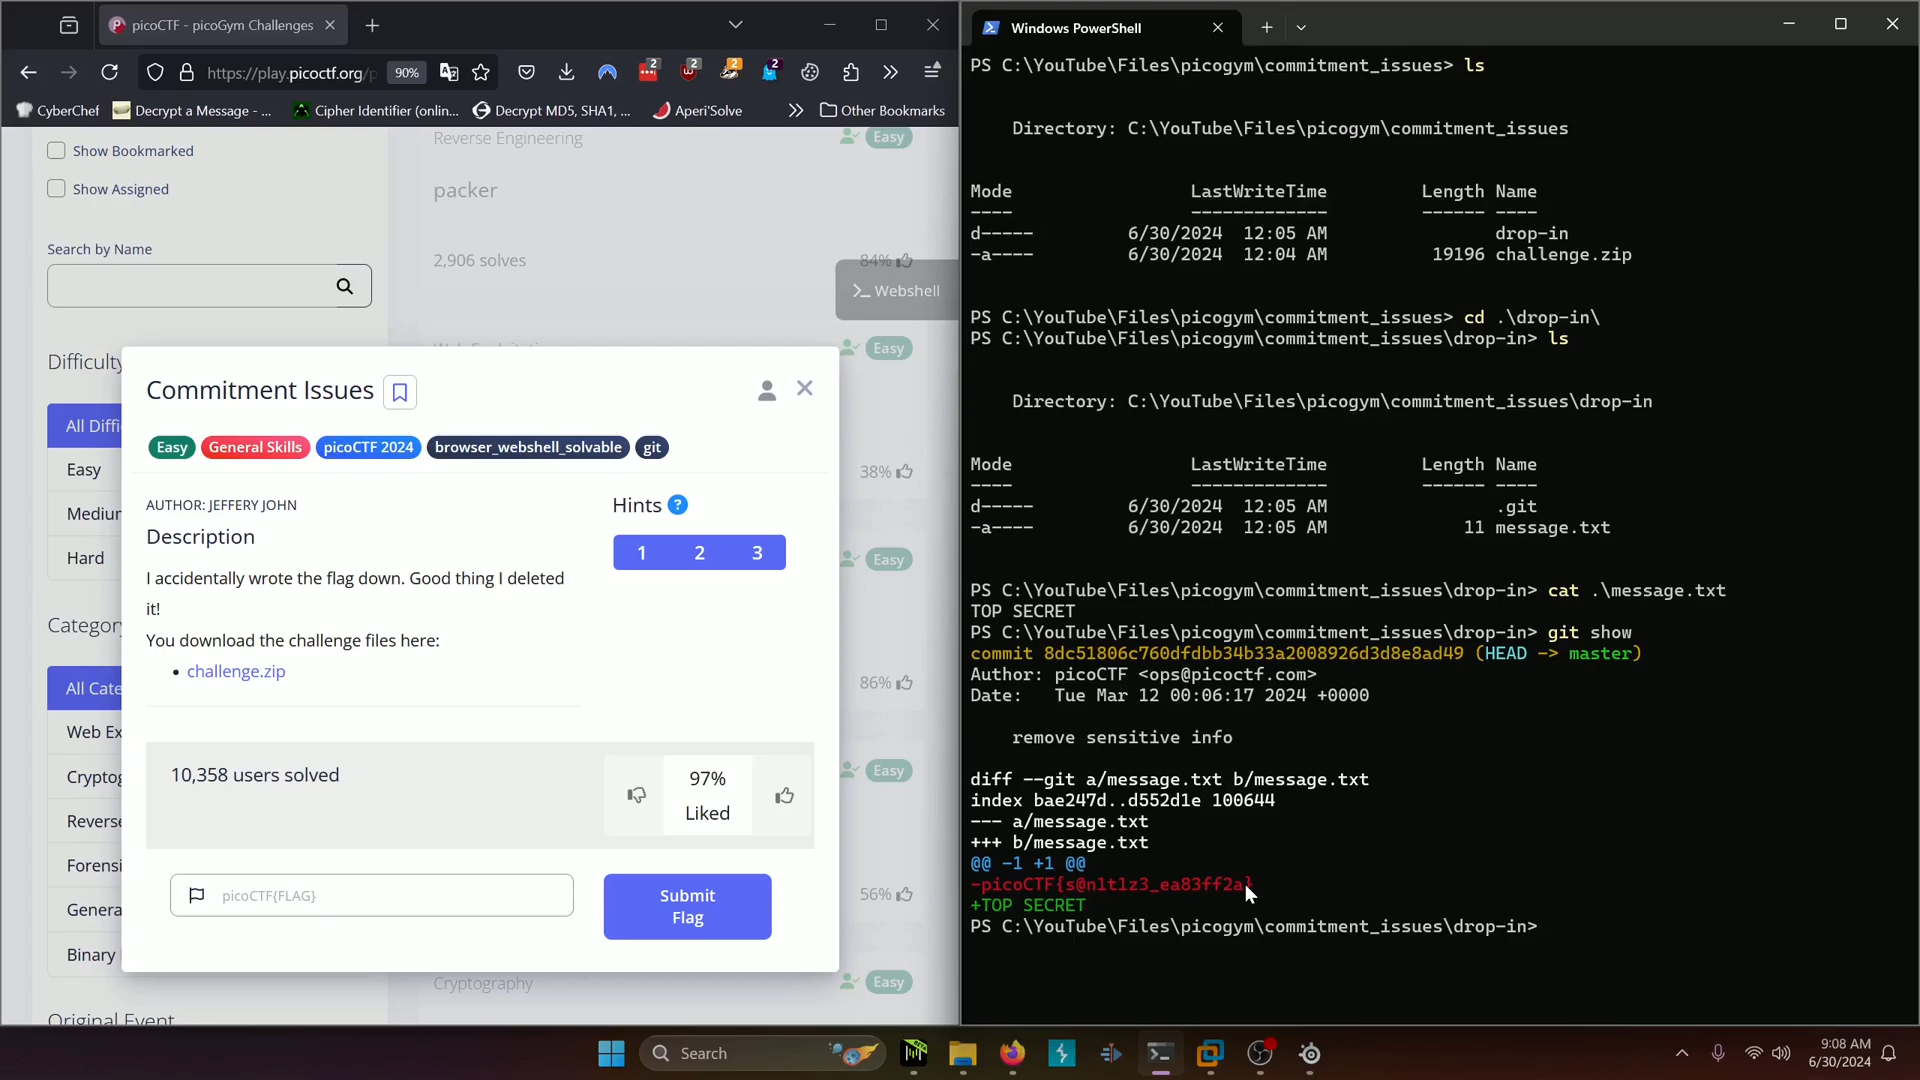 picoCTF - picoGym Challenges
https://play.picoctf.org/p
90%
2
2
2
2
CyberChef
Decrypt a Message - ...
Cipher Identifier (onlin...
Decrypt MD5, SHA1, ...
Aperi'Solve
Other Bookmarks
Show Bookmarked
Show Assigned
Search by Name
Reverse Engineering
Easy
packer
2,906 solves
84%
>_ Webshell
Easy
Difficulty
All Diffi
Easy
Medium
Hard
Category
All Cate
Web Ex
Cryptog
Reverse
Forensi
Genera
Binary
Original Event
38%
Easy
86%
Easy
56%
Cryptography
Easy
Commitment Issues
Easy
General Skills
picoCTF 2024
browser_webshell_solvable
git
AUTHOR: JEFFERY JOHN
Description
I accidentally wrote the flag down. Good thing I deleted
it!
You download the challenge files here:
• challenge.zip
Hints ?
1 2 3
10,358 users solved
97%
Liked
picoCTF{FLAG}
Submit
Flag
Windows PowerShell
PS C:\YouTube\Files\picogym\commitment_issues> ls
Directory: C:\YouTube\Files\picogym\commitment_issues
Mode LastWriteTime Length Name
---- ------------- ------ ----
d----- 6/30/2024 12:05 AM drop-in
-a---- 6/30/2024 12:04 AM 19196 challenge.zip
PS C:\YouTube\Files\picogym\commitment_issues> cd .\drop-in\
PS C:\YouTube\Files\picogym\commitment_issues\drop-in> ls
Directory: C:\YouTube\Files\picogym\commitment_issues\drop-in
Mode LastWriteTime Length Name
---- ------------- ------ ----
d----- 6/30/2024 12:05 AM .git
-a---- 6/30/2024 12:05 AM 11 message.txt
PS C:\YouTube\Files\picogym\commitment_issues\drop-in> cat .\message.txt
TOP SECRET
PS C:\YouTube\Files\picogym\commitment_issues\drop-in> git show
commit 8dc51806c760dfdbb34b33a2008926d3d8e8ad49 (HEAD -> master)
Author: picoCTF <ops@picoctf.com>
Date: Tue Mar 12 00:06:17 2024 +0000
remove sensitive info
diff --git a/message.txt b/message.txt
index bae247d..d552d1e 100644
--- a/message.txt
+++ b/message.txt
@@ -1 +1 @@
-picoCTF{s@n1t1z3_ea83ff2a}
+TOP SECRET
PS C:\YouTube\Files\picogym\commitment_issues\drop-in>
Search
9:08 AM
6/30/2024